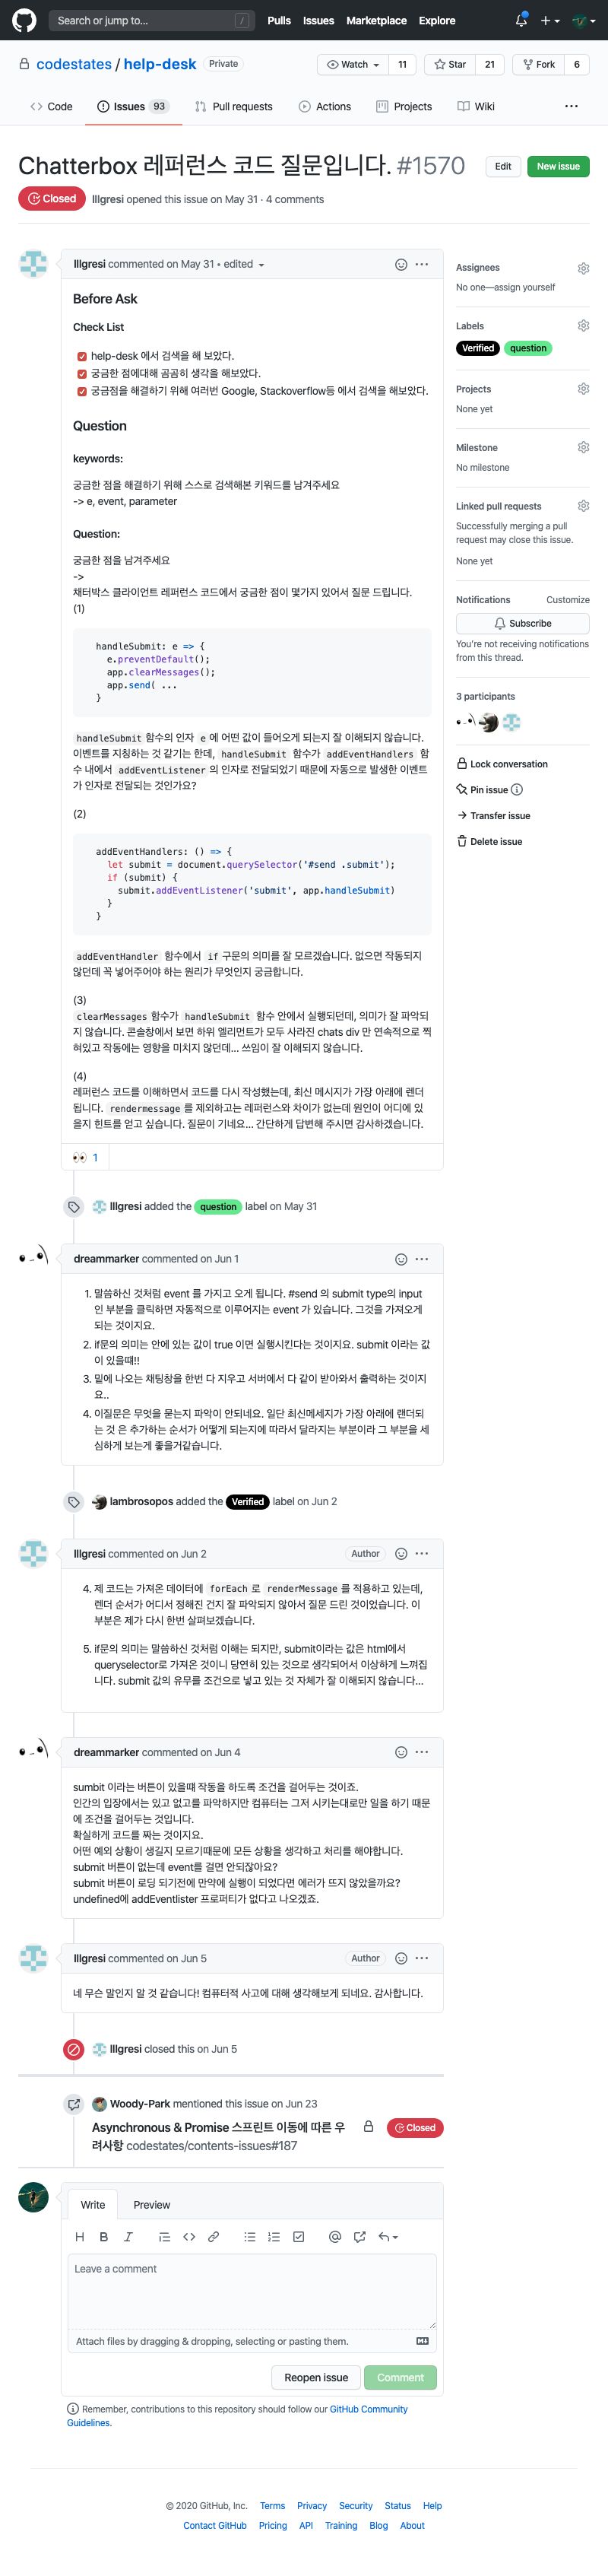 Search or jump to... /
Pulls Issues Marketplace Explore
codestates / help-desk Private
Watch 11 Star 21 Fork 6
Code Issues 93 Pull requests Actions Projects Wiki ...
Chatterbox 레퍼런스 코드 질문입니다. #1570
Edit New issue
Closed lllgresi opened this issue on May 31 · 4 comments
lllgresi commented on May 31 • edited
Before Ask
Check List
help-desk 에서 검색을 해 보았다.
궁금한 점에대해 곰곰히 생각을 해보았다.
궁금점을 해결하기 위해 여러번 Google, Stackoverflow등 에서 검색을 해보았다.
Question
keywords:
궁금한 점을 해결하기 위해 스스로 검색해본 키워드를 남겨주세요
-> e, event, parameter
Question:
궁금한 점을 남겨주세요
->
채터박스 클라이언트 레퍼런스 코드에서 궁금한 점이 몇가지 있어서 질문 드립니다.
(1)
handleSubmit: e => {
e.preventDefault();
app.clearMessages();
app.send( ...
}
handleSubmit 함수의 인자 e 에 어떤 값이 들어오게 되는지 잘 이해되지 않습니다.
이벤트를 지칭하는 것 같기는 한데, handleSubmit 함수가 addEventHandlers 함
수 내에서 addEventListener 의 인자로 전달되었기 때문에 자동으로 발생한 이벤트
가 인자로 전달되는 것인가요?
(2)
addEventHandlers: () => {
let submit = document.querySelector('#send .submit');
if (submit) {
submit.addEventListener('submit', app.handleSubmit)
}
}
addEventHandler 함수에서 if 구문의 의미를 잘 모르겠습니다. 없으면 작동되지
않던데 꼭 넣어주어야 하는 원리가 무엇인지 궁금합니다.
(3)
clearMessages 함수가 handleSubmit 함수 안에서 실행되던데, 의미가 잘 파악되
지 않습니다. 콘솔창에서 보면 하위 엘리먼트가 모두 사라진 chats div 만 연속적으로 찍
혀있고 작동에는 영향을 미치지 않던데... 쓰임이 잘 이해되지 않습니다.
(4)
레퍼런스 코드를 이해하면서 코드를 다시 작성했는데, 최신 메시지가 가장 아래에 렌더
됩니다. rendermessage 를 제외하고는 레퍼런스와 차이가 없는데 원인이 어디에 있
을지 힌트를 얻고 싶습니다. 질문이 기네요... 간단하게 답변해 주시면 감사하겠습니다.
👀 1
lllgresi added the question label on May 31
dreammarker commented on Jun 1
1. 말씀하신 것처럼 event 를 가지고 오게 됩니다. #send 의 submit type의 input
인 부분을 클릭하면 자동적으로 이루어지는 event 가 있습니다. 그것을 가져오게
되는 것이지요.
2. if문의 의미는 안에 있는 값이 true 이면 실행시킨다는 것이지요. submit 이라는 값
이 있을떄!!
3. 밑에 나오는 채팅창을 한번 다 지우고 서버에서 다 같이 받아와서 출력하는 것이지
요..
4. 이질문은 무엇을 묻는지 파악이 안되네요. 일단 최신메세지가 가장 아래에 랜더되
는 것 은 추가하는 순서가 어떻게 되는지에 따라서 달라지는 부분이라 그 부분을 세
심하게 보는게 좋을거같습니다.
lambrosopos added the Verified label on Jun 2
lllgresi commented on Jun 2 Author
4. 제 코드는 가져온 데이터에 forEach 로 renderMessage 를 적용하고 있는데,
렌더 순서가 어디서 정해진 건지 잘 파악되지 않아서 질문 드린 것이었습니다. 이
부분은 제가 다시 한번 살펴보겠습니다.
5. if문의 의미는 말씀하신 것처럼 이해는 되지만, submit이라는 값은 html에서
queryselector로 가져온 것이니 당연히 있는 것으로 생각되어서 이상하게 느껴집
니다. submit 값의 유무를 조건으로 넣고 있는 것 자체가 잘 이해되지 않습니다...
dreammarker commented on Jun 4
sumbit 이라는 버튼이 있을떄 작동을 하도록 조건을 걸어두는 것이죠.
인간의 입장에서는 있고 없고를 파악하지만 컴퓨터는 그저 시키는대로만 일을 하기 때문
에 조건을 걸어두는 것입니다.
확실하게 코드를 짜는 것이지요.
어떤 예외 상황이 생길지 모르기때문에 모든 상황을 생각하고 처리를 해야합니다.
submit 버튼이 없는데 event를 걸면 안되잖아요?
submit 버튼이 로딩 되기전에 만약에 실행이 되었다면 에러가 뜨지 않았을까요?
undefined에 addEventlister 프로퍼티가 없다고 나오겠죠.
lllgresi commented on Jun 5 Author
네 무슨 말인지 알 것 같습니다! 컴퓨터적 사고에 대해 생각해보게 되네요. 감사합니다.
lllgresi closed this on Jun 5
Woody-Park mentioned this issue on Jun 23
Asynchronous & Promise 스프린트 이동에 따른 우
려사항 codestates/contents-issues#187
Closed
Write Preview
Leave a comment
Attach files by dragging & dropping, selecting or pasting them.
Reopen issue Comment
Remember, contributions to this repository should follow our GitHub Community
Guidelines.
Assignees
No one—assign yourself
Labels
Verified question
Projects
None yet
Milestone
No milestone
Linked pull requests
Successfully merging a pull
request may close this issue.
None yet
Notifications Customize
Subscribe
You're not receiving notifications
from this thread.
3 participants
Lock conversation
Pin issue
Transfer issue
Delete issue
© 2020 GitHub, Inc. Terms Privacy Security Status Help
Contact GitHub Pricing API Training Blog About